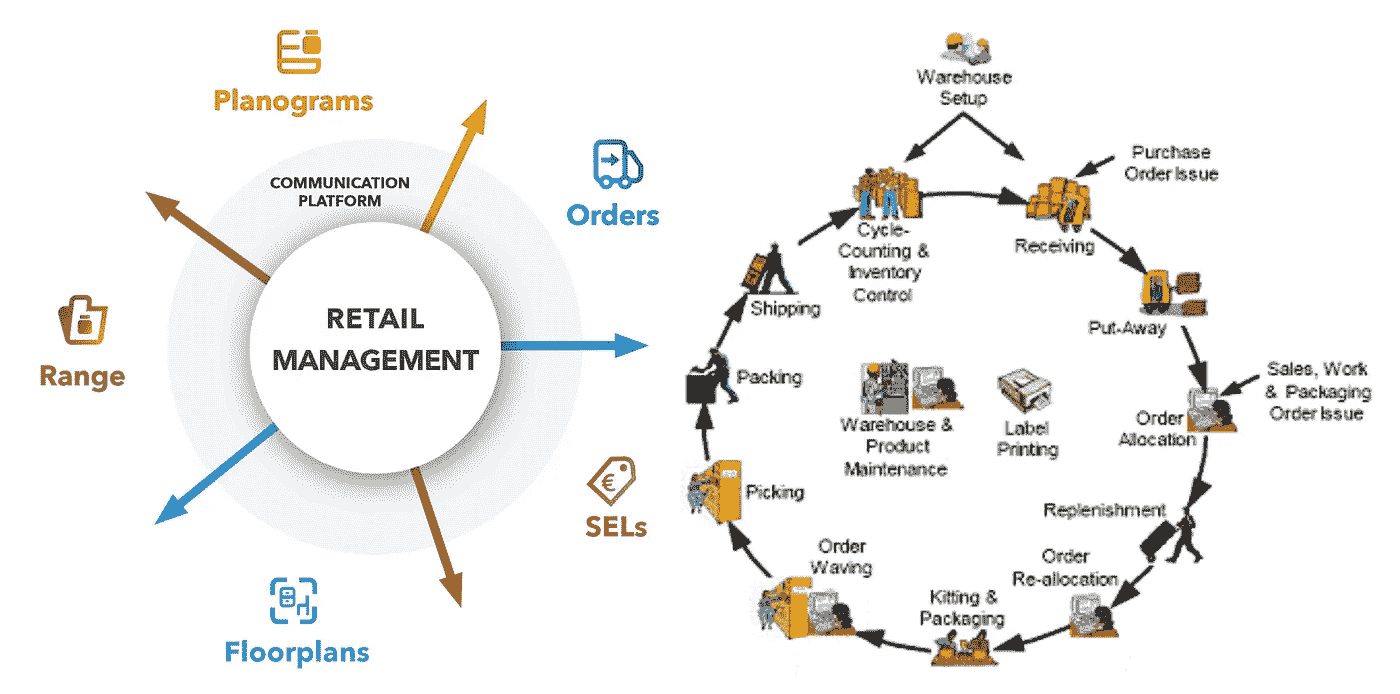 Planograms
COMMUNICATION
PLATFORM
Orders
RETAIL
MANAGEMENT
Range
SELs
Floorplans
Warehouse
Setup
Purchase
Order Issue
Cycle-
Counting &
Inventory
Control
Receiving
Shipping
Put-Away
Packing
Warehouse &
Product
Maintenance
Label
Printing
Sales, Work
& Packaging
Order Issue
Order
Allocation
Picking
Replenishment
Order
Waving
Order
Re-allocation
Kitting &
Packaging